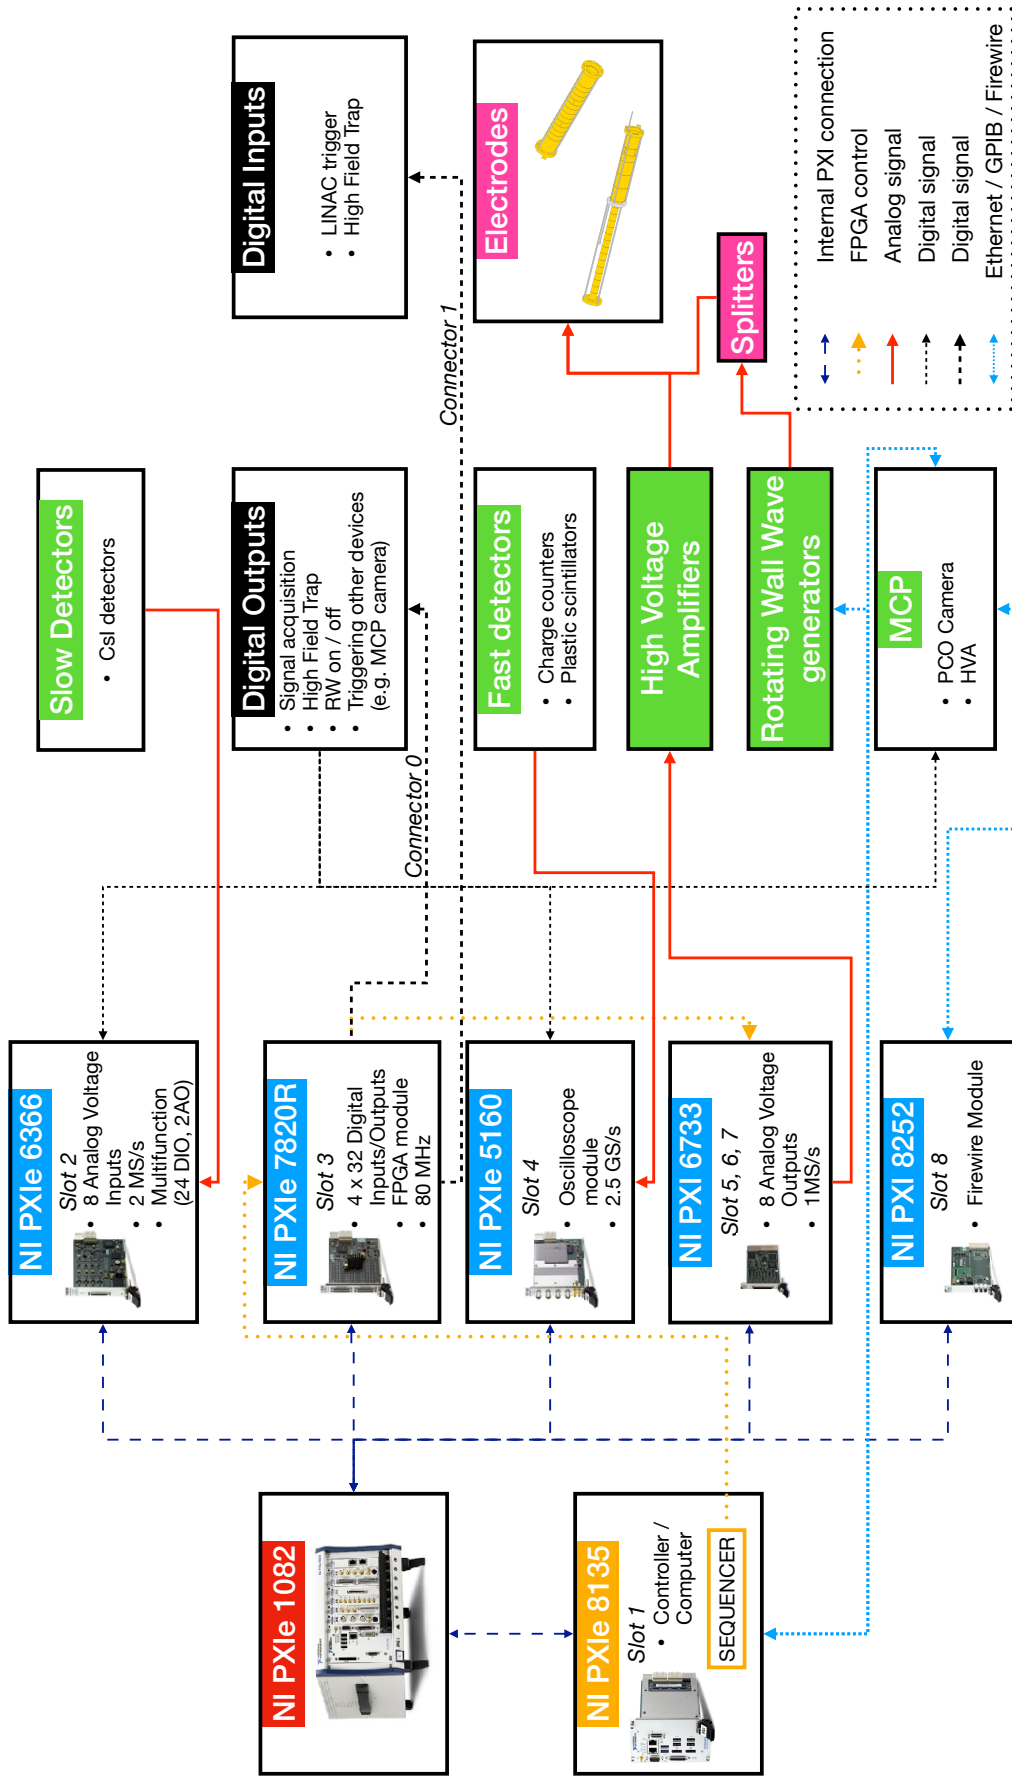 NI PXIe 1082
NI PXIe 8135
Slot 1
• Controller /
Computer
SEQUENCER
NI PXIe 6366
Slot 2
• 8 Analog Voltage
Inputs
• 2 MS/s
• Multifunction
(24 DIO, 2AO)
NI PXIe 7820R
Slot 3
• 4 x 32 Digital
Inputs/Outputs
• FPGA module
• 80 MHz
NI PXIe 5160
Slot 4
• Oscilloscope
module
• 2.5 GS/s
NI PXI 6733
Slot 5, 6, 7
• 8 Analog Voltage
Outputs
• 1MS/s
NI PXI 8252
Slot 8
• Firewire Module
Connector 0
Connector 1
Slow Detectors
• CsI detectors
Digital Outputs
• Signal acquisition
• High Field Trap
• RW on / off
• Triggering other devices
(e.g. MCP camera)
Fast detectors
• Charge counters
• Plastic scintillators
High Voltage
Amplifiers
Rotating Wall Wave
generators
MCP
• PCO Camera
• HVA
Digital Inputs
• LINAC trigger
• High Field Trap
Electrodes
Splitters
Internal PXI connection
FPGA control
Analog signal
Digital signal
Digital signal
Ethernet / GPIB / Firewire